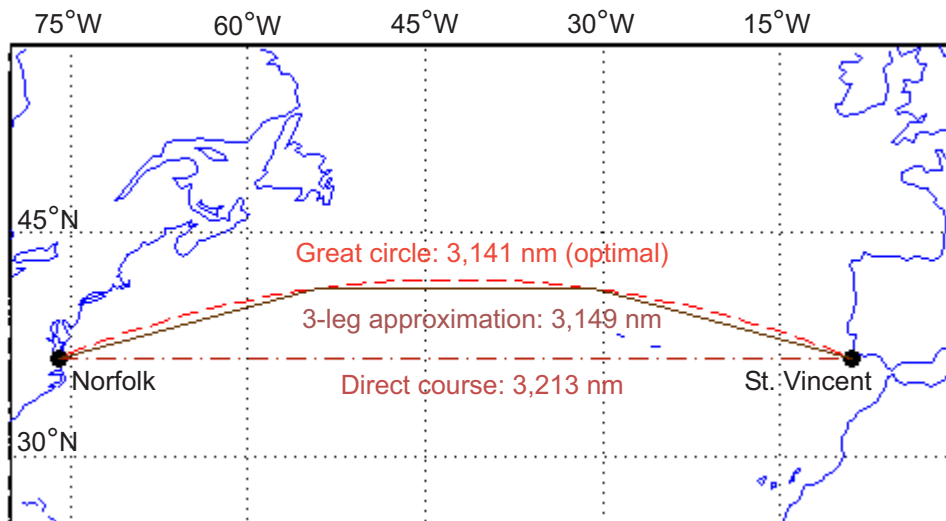 75°W 60°W 45°W 30°W 15°W
45°N
Great circle: 3,141 nm (optimal)
3-leg approximation: 3,149 nm
Norfolk
St. Vincent
Direct course: 3,213 nm
30°N